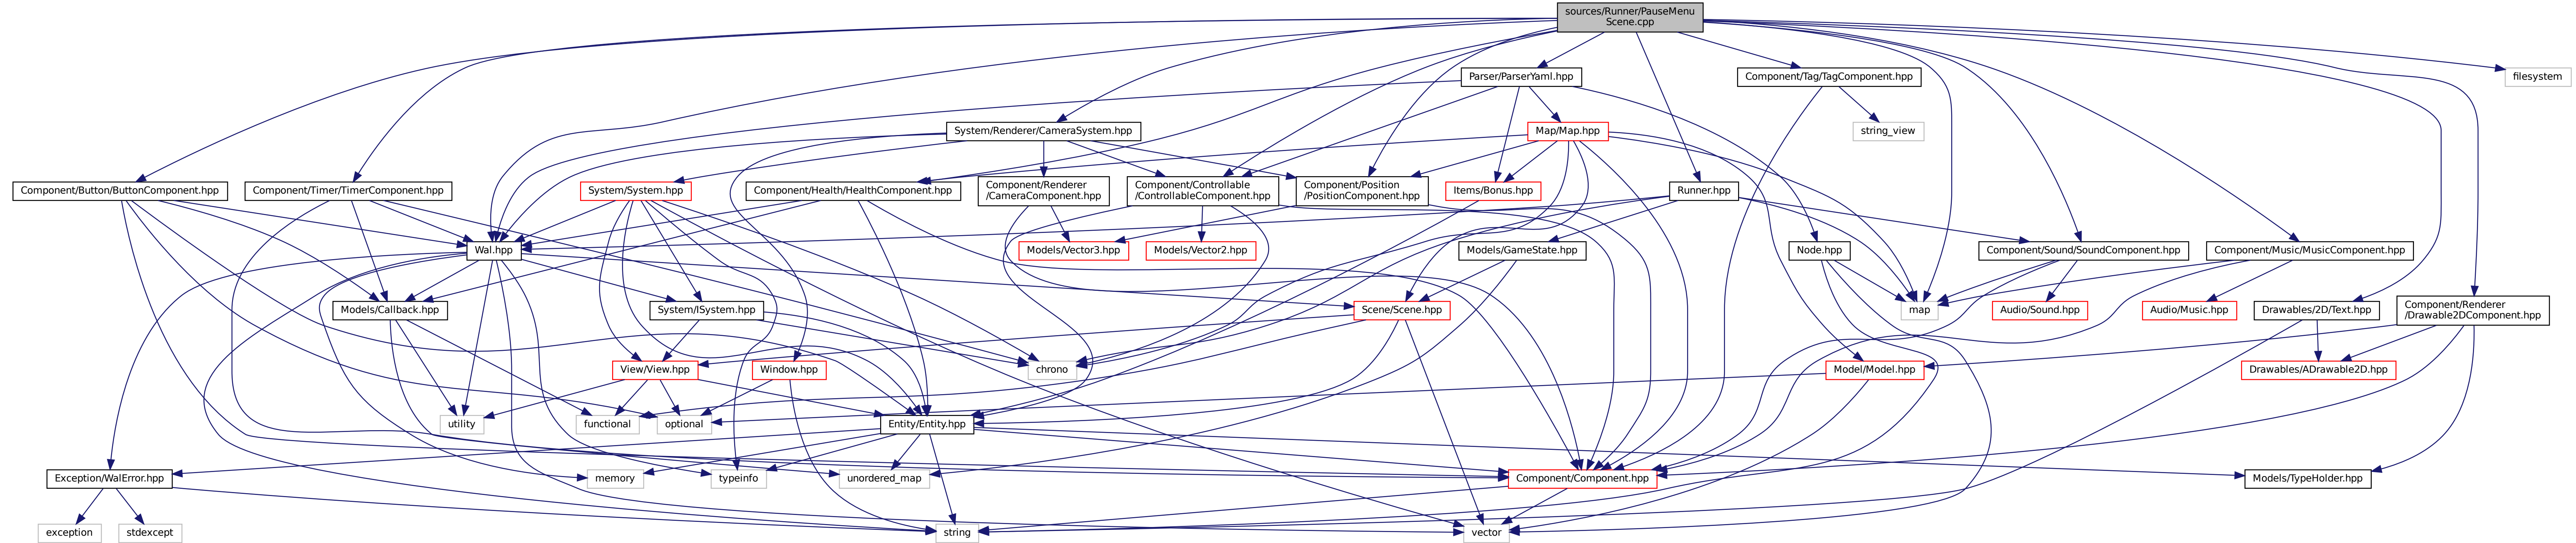 sources/Runner/PauseMenu
Scene.cpp
Parser/ParserYaml.hpp
Component/Tag/TagComponent.hpp
filesystem
System/Renderer/CameraSystem.hpp
Map/Map.hpp
string_view
Component/Button/ButtonComponent.hpp
Component/Timer/TimerComponent.hpp
System/System.hpp
Component/Health/HealthComponent.hpp
Component/Renderer
/CameraComponent.hpp
Component/Controllable
/ControllableComponent.hpp
Component/Position
/PositionComponent.hpp
Items/Bonus.hpp
Runner.hpp
Wal.hpp
Models/Vector3.hpp
Models/Vector2.hpp
Models/GameState.hpp
Node.hpp
Component/Sound/SoundComponent.hpp
Component/Music/MusicComponent.hpp
Models/Callback.hpp
System/ISystem.hpp
Scene/Scene.hpp
map
Audio/Sound.hpp
Audio/Music.hpp
Drawables/2D/Text.hpp
Component/Renderer
/Drawable2DComponent.hpp
View/View.hpp
Window.hpp
chrono
Model/Model.hpp
Drawables/ADrawable2D.hpp
utility
functional
optional
Entity/Entity.hpp
Exception/WalError.hpp
memory
typeinfo
unordered_map
Component/Component.hpp
Models/TypeHolder.hpp
exception
stdexcept
string
vector